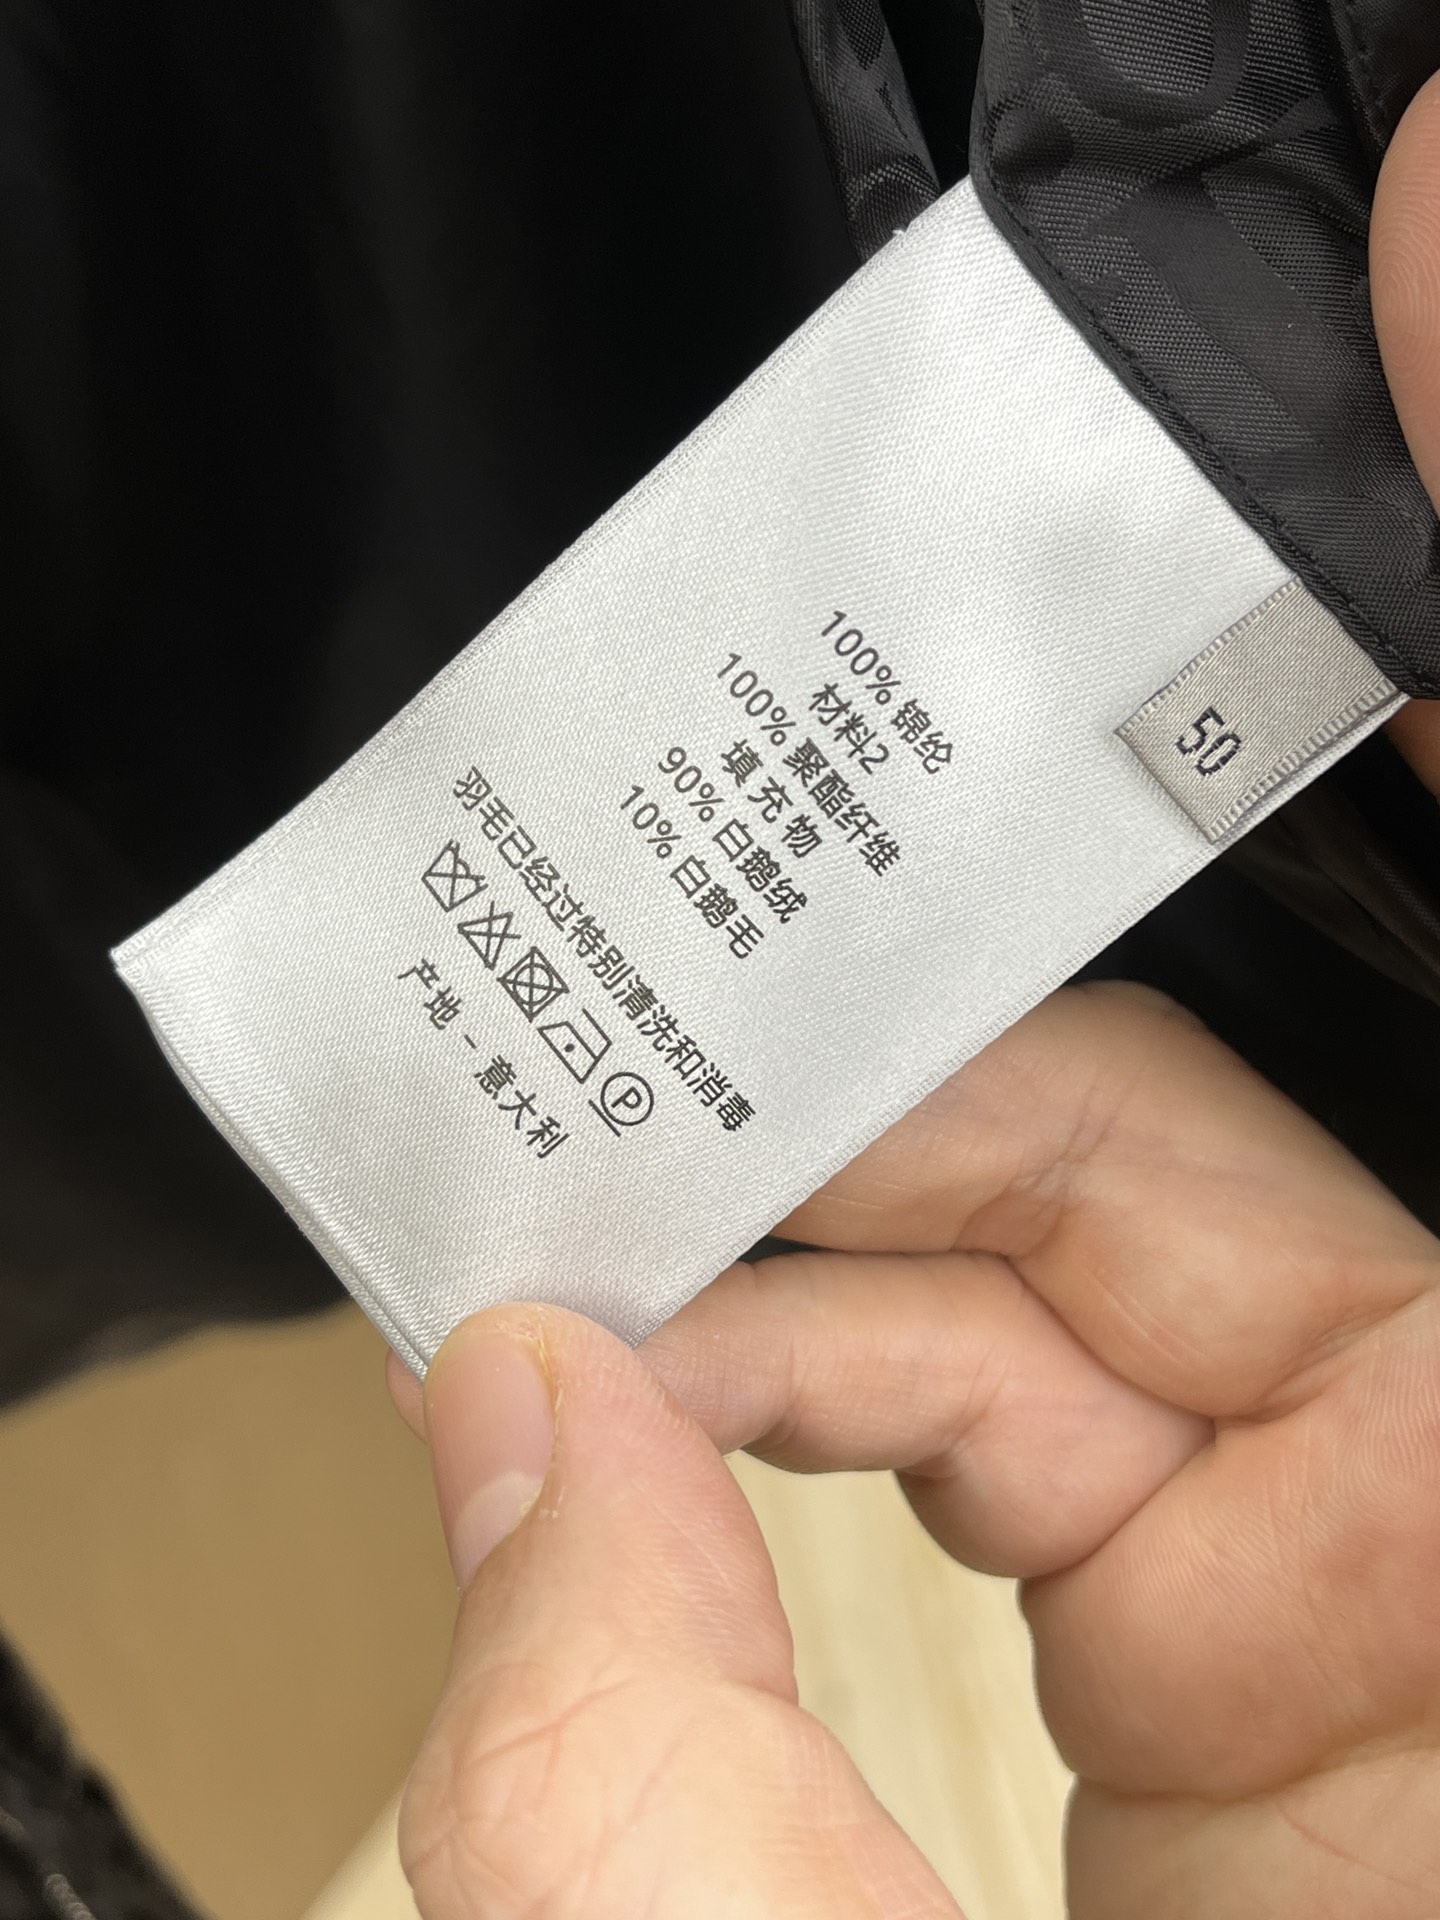 100% 锦纶
材料2
100% 聚酯纤维
填充物
90% 白鹅绒
10% 白鹅毛
羽毛已经过特别清洗和消毒
P
产地 - 意大利
50